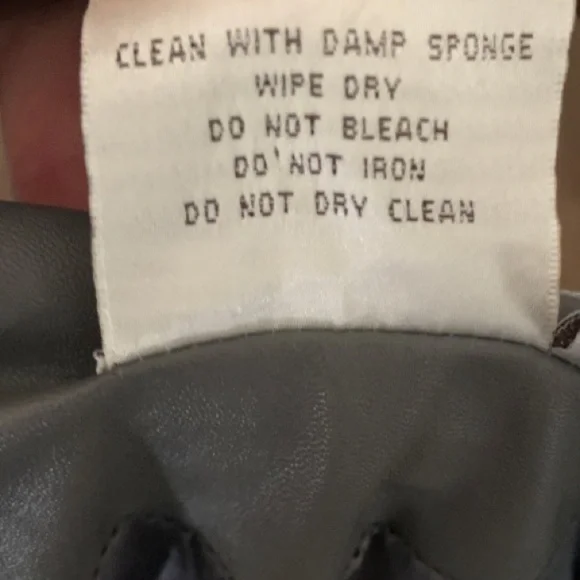 CLEAN WITH DAMP SPONGE
WIPE DRY
DO NOT BLEACH
DO NOT IRON
DO NOT DRY CLEAN